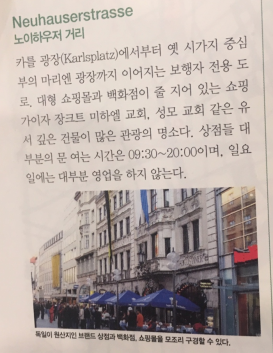 Neuhauserstrasse
노이하우저 거리
카를 광장(Karlsplatz)에서부터 옛 시가지 중심
부의 마리엔 광장까지 이어지는 보행자 전용 도
로, 대형 쇼핑몰과 백화점이 줄 지어 있는 쇼핑
가이자 장크트 미하엘 교회, 성모 교회 같은 유
서 깊은 건물이 많은 관광의 명소다. 상점들 대
부분의 문 여는 시간은 09:30~20:00이며, 일요
일에는 대부분 영업을 하지 않는다.
독일이 원산지인 브랜드 상점과 백화점, 쇼핑몰을 모조리 구경할 수 있다.